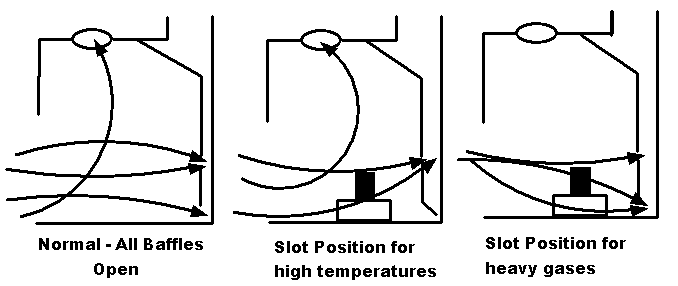 Normal - All Baffles
Open
Slot Position for
high temperatures
Slot Position for
heavy gases